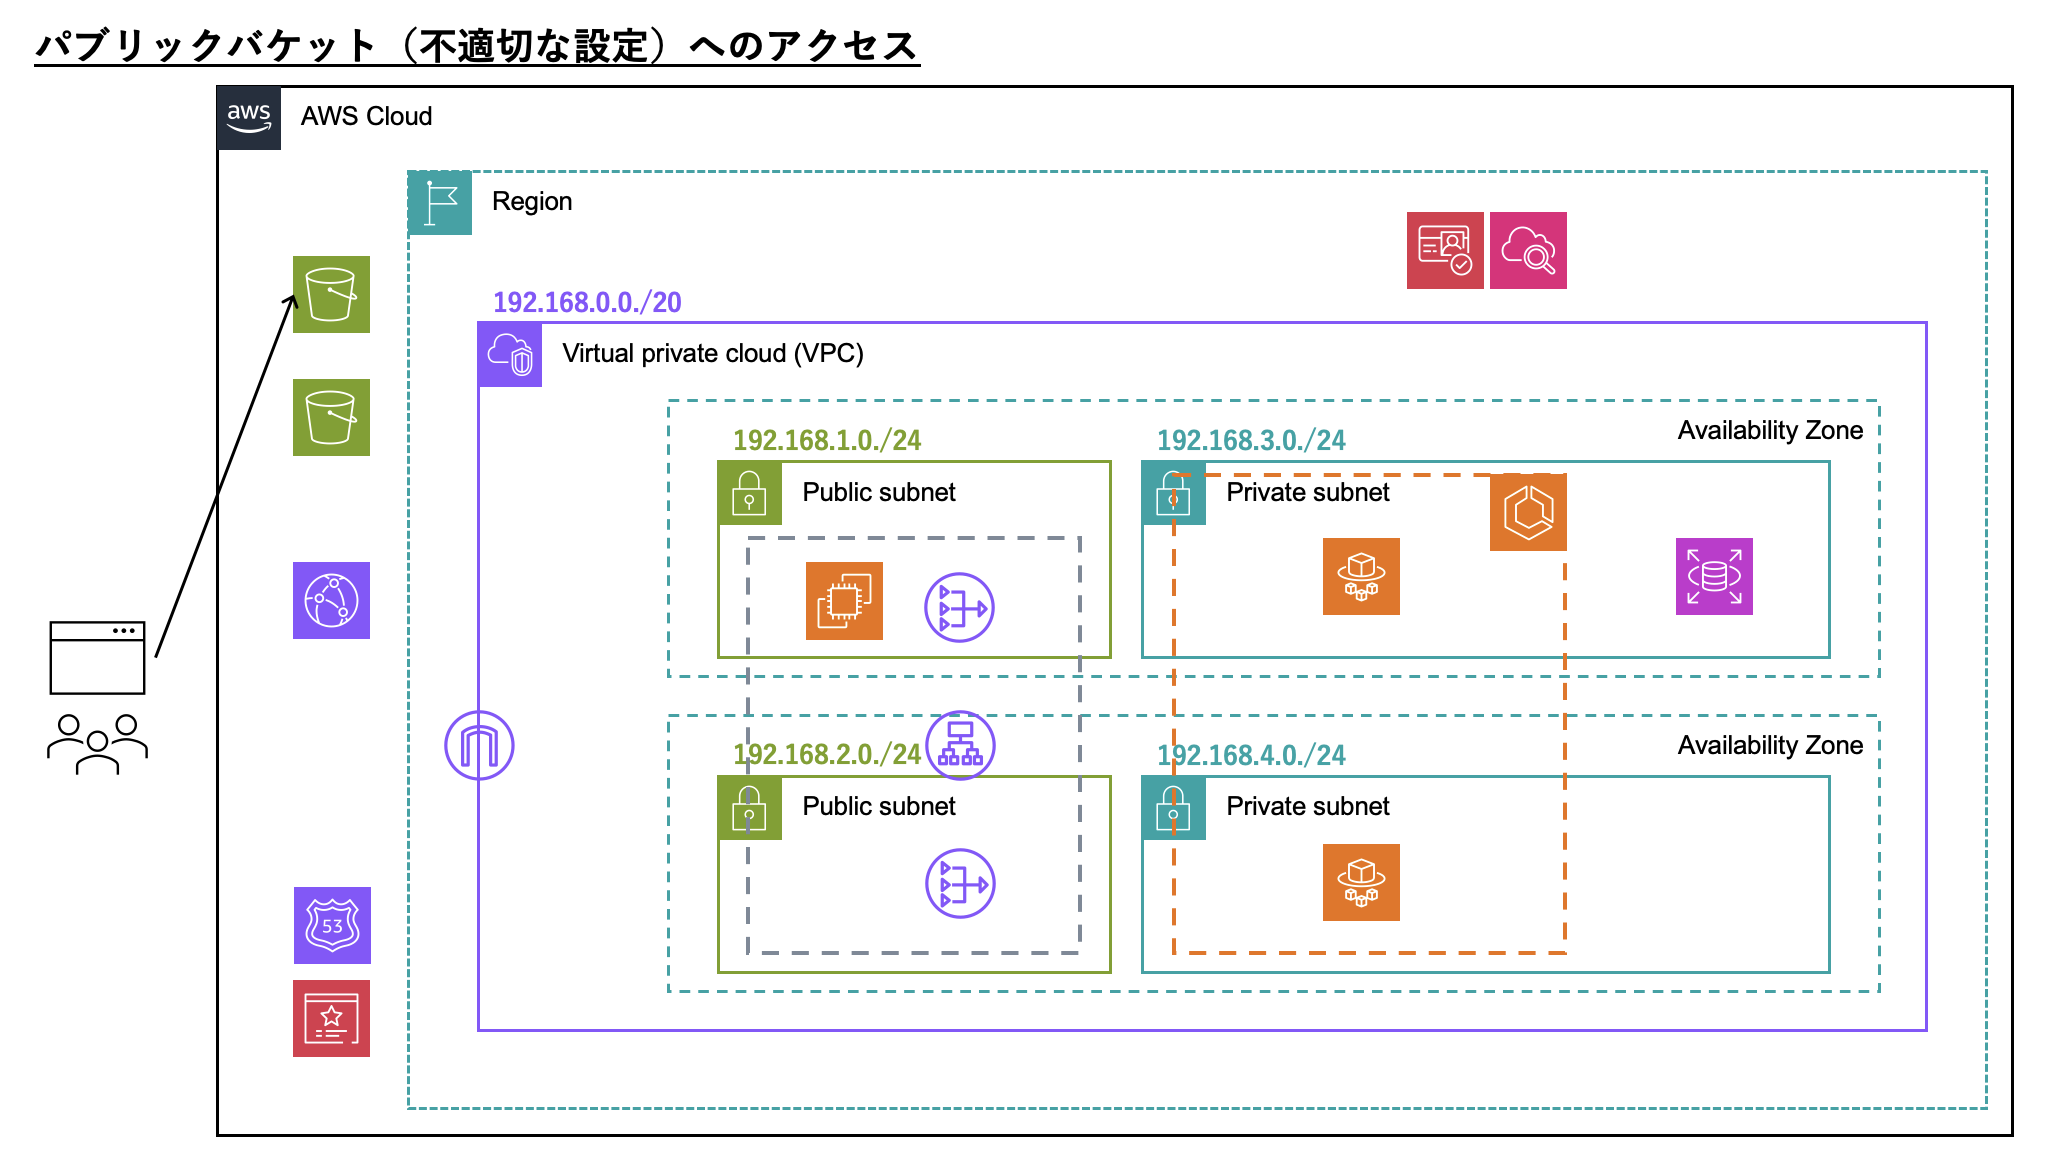 パブリックバケット（不適切な設定）へのアクセス
aws
AWS Cloud
Region
192.168.0.0./20
Virtual private cloud (VPC)
Availability Zone
192.168.1.0./24
192.168.3.0./24
Public subnet
Private subnet
Availability Zone
192.168.2.0./24
192.168.4.0./24
Public subnet
Private subnet
53